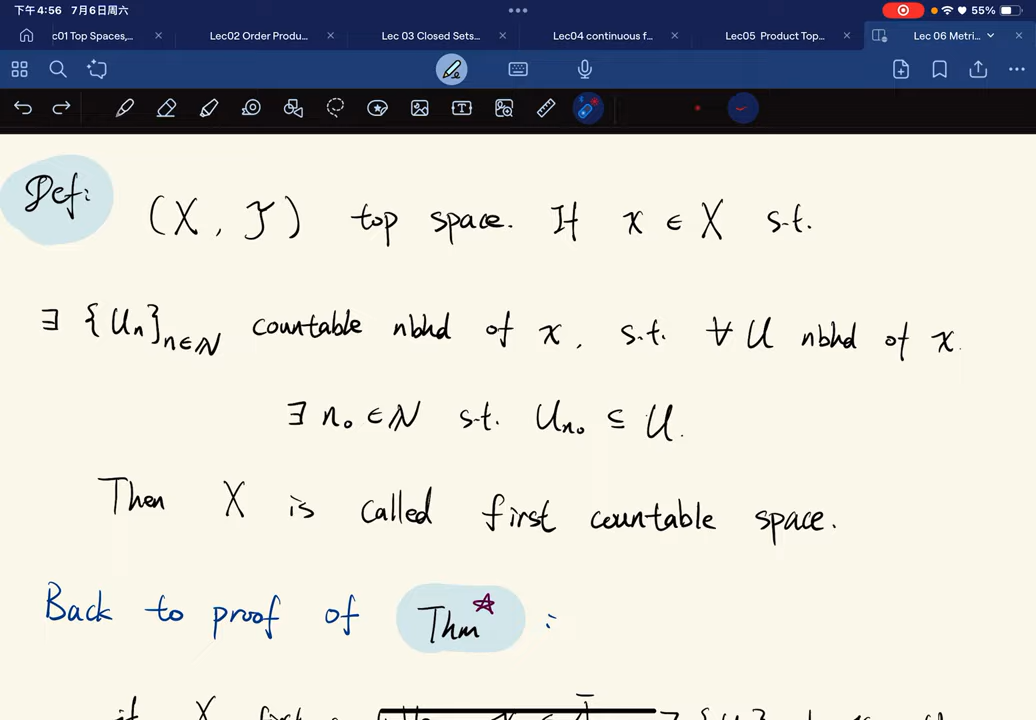 下午4:56 7月6日周六
55%
c01 Top Spaces,... Lec02 Order Produ... Lec 03 Closed Sets... Lec04 continuous f... Lec05 Product Top... Lec 06 Metri...
Def:
(X, 𝒯) top space. If x ∈ X s.t.
∃ {Un}n∈ℕ countable nbhd of x, s.t. ∀ U nbhd of x.
∃ n₀ ∈ ℕ s.t. Un₀ ⊆ U.
Then X is called first countable space.
Back to proof of Thm☆ :
if X